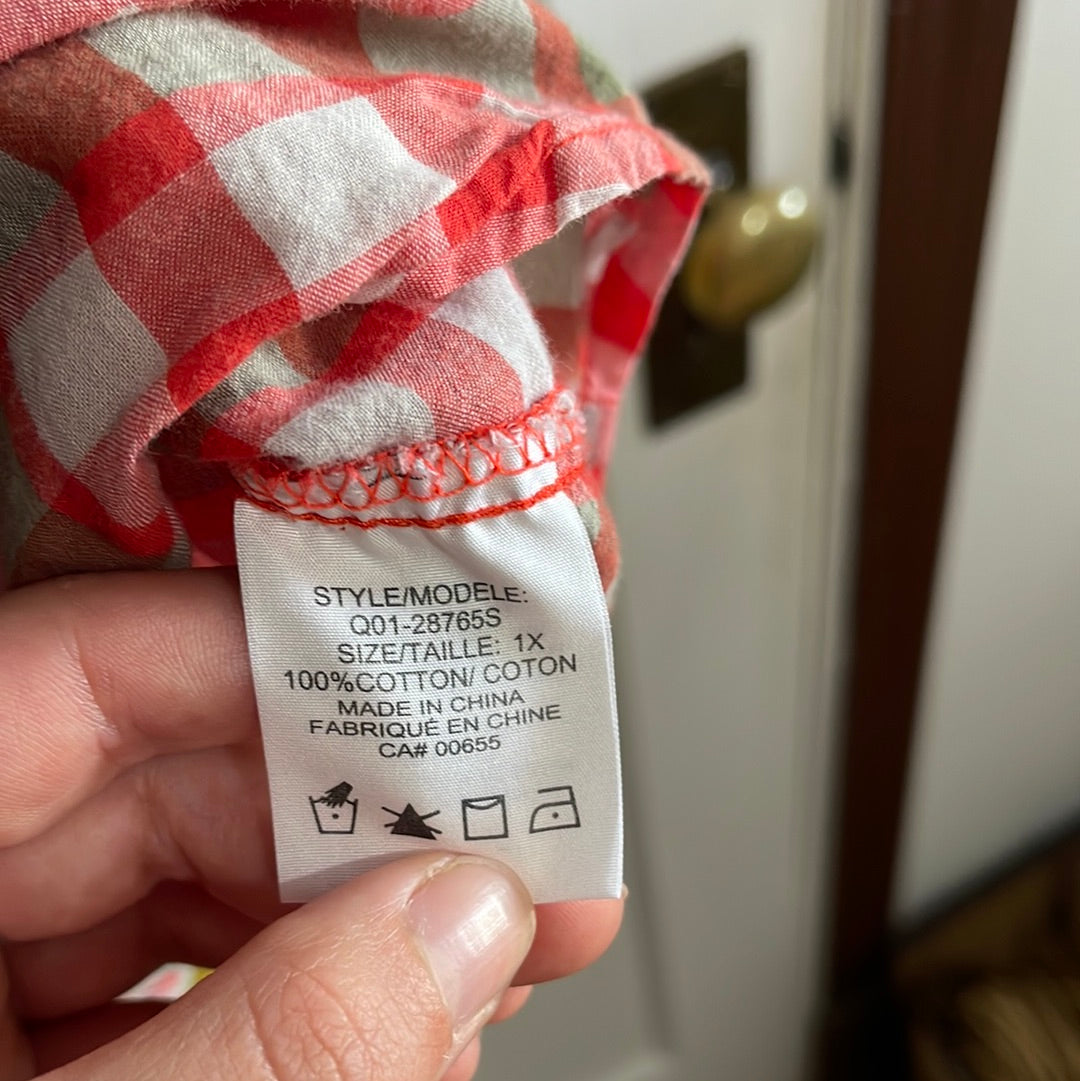 STYLE/MODELE:
Q01-28765S
SIZE/TAILLE: 1X
100%COTTON/ COTON
MADE IN CHINA
FABRIQUÉ EN CHINE
CA# 00655